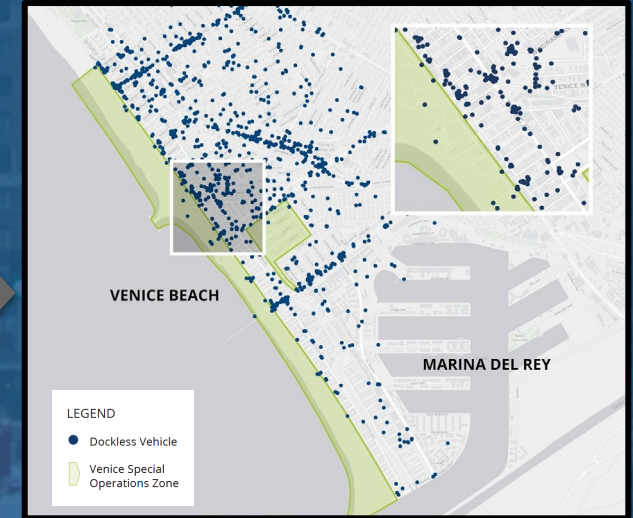 VENICE BEACH
MARINA DEL REY
LEGEND
Dockless Vehicle
Venice Special
Operations Zone